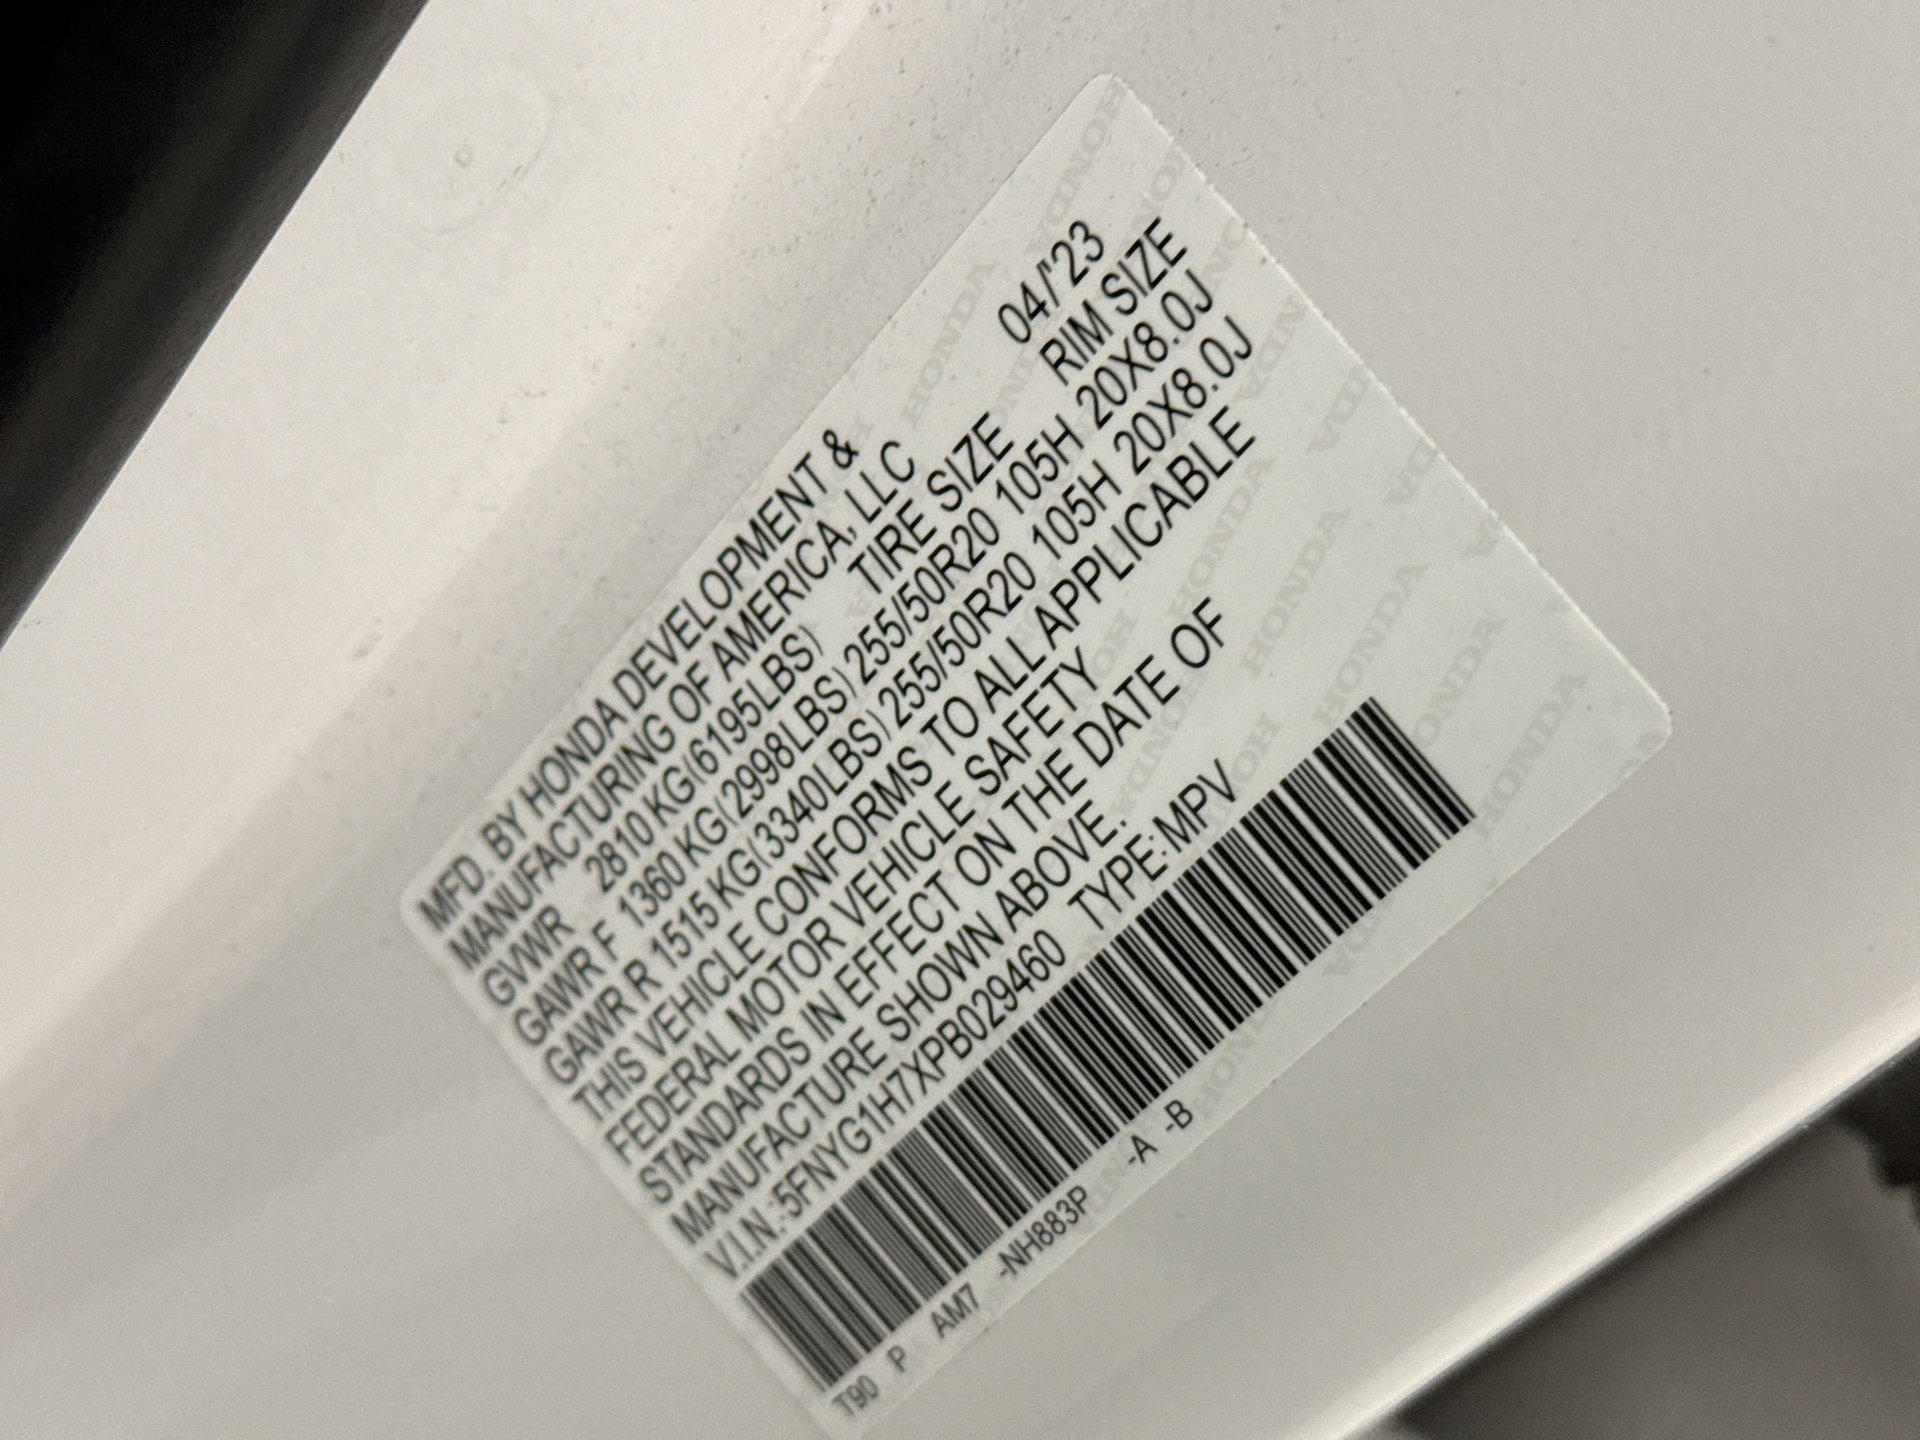 MFD. BY HONDA DEVELOPMENT &
MANUFACTURING OF AMERICA, LLC 04/'23
GVWR 2810 KG(6195LBS) TIRE SIZE RIM SIZE
GAWR F 1360 KG(2998LBS) 255/50R20 105H 20X8.0J
GAWR R 1515 KG(3340LBS) 255/50R20 105H 20X8.0J
THIS VEHICLE CONFORMS TO ALL APPLICABLE
FEDERAL MOTOR VEHICLE SAFETY
STANDARDS IN EFFECT ON THE DATE OF
MANUFACTURE SHOWN ABOVE.
V.I.N.:5FNYG1H7XPB029460 TYPE:MPV
T90 P AM7 -NH883P -A -B